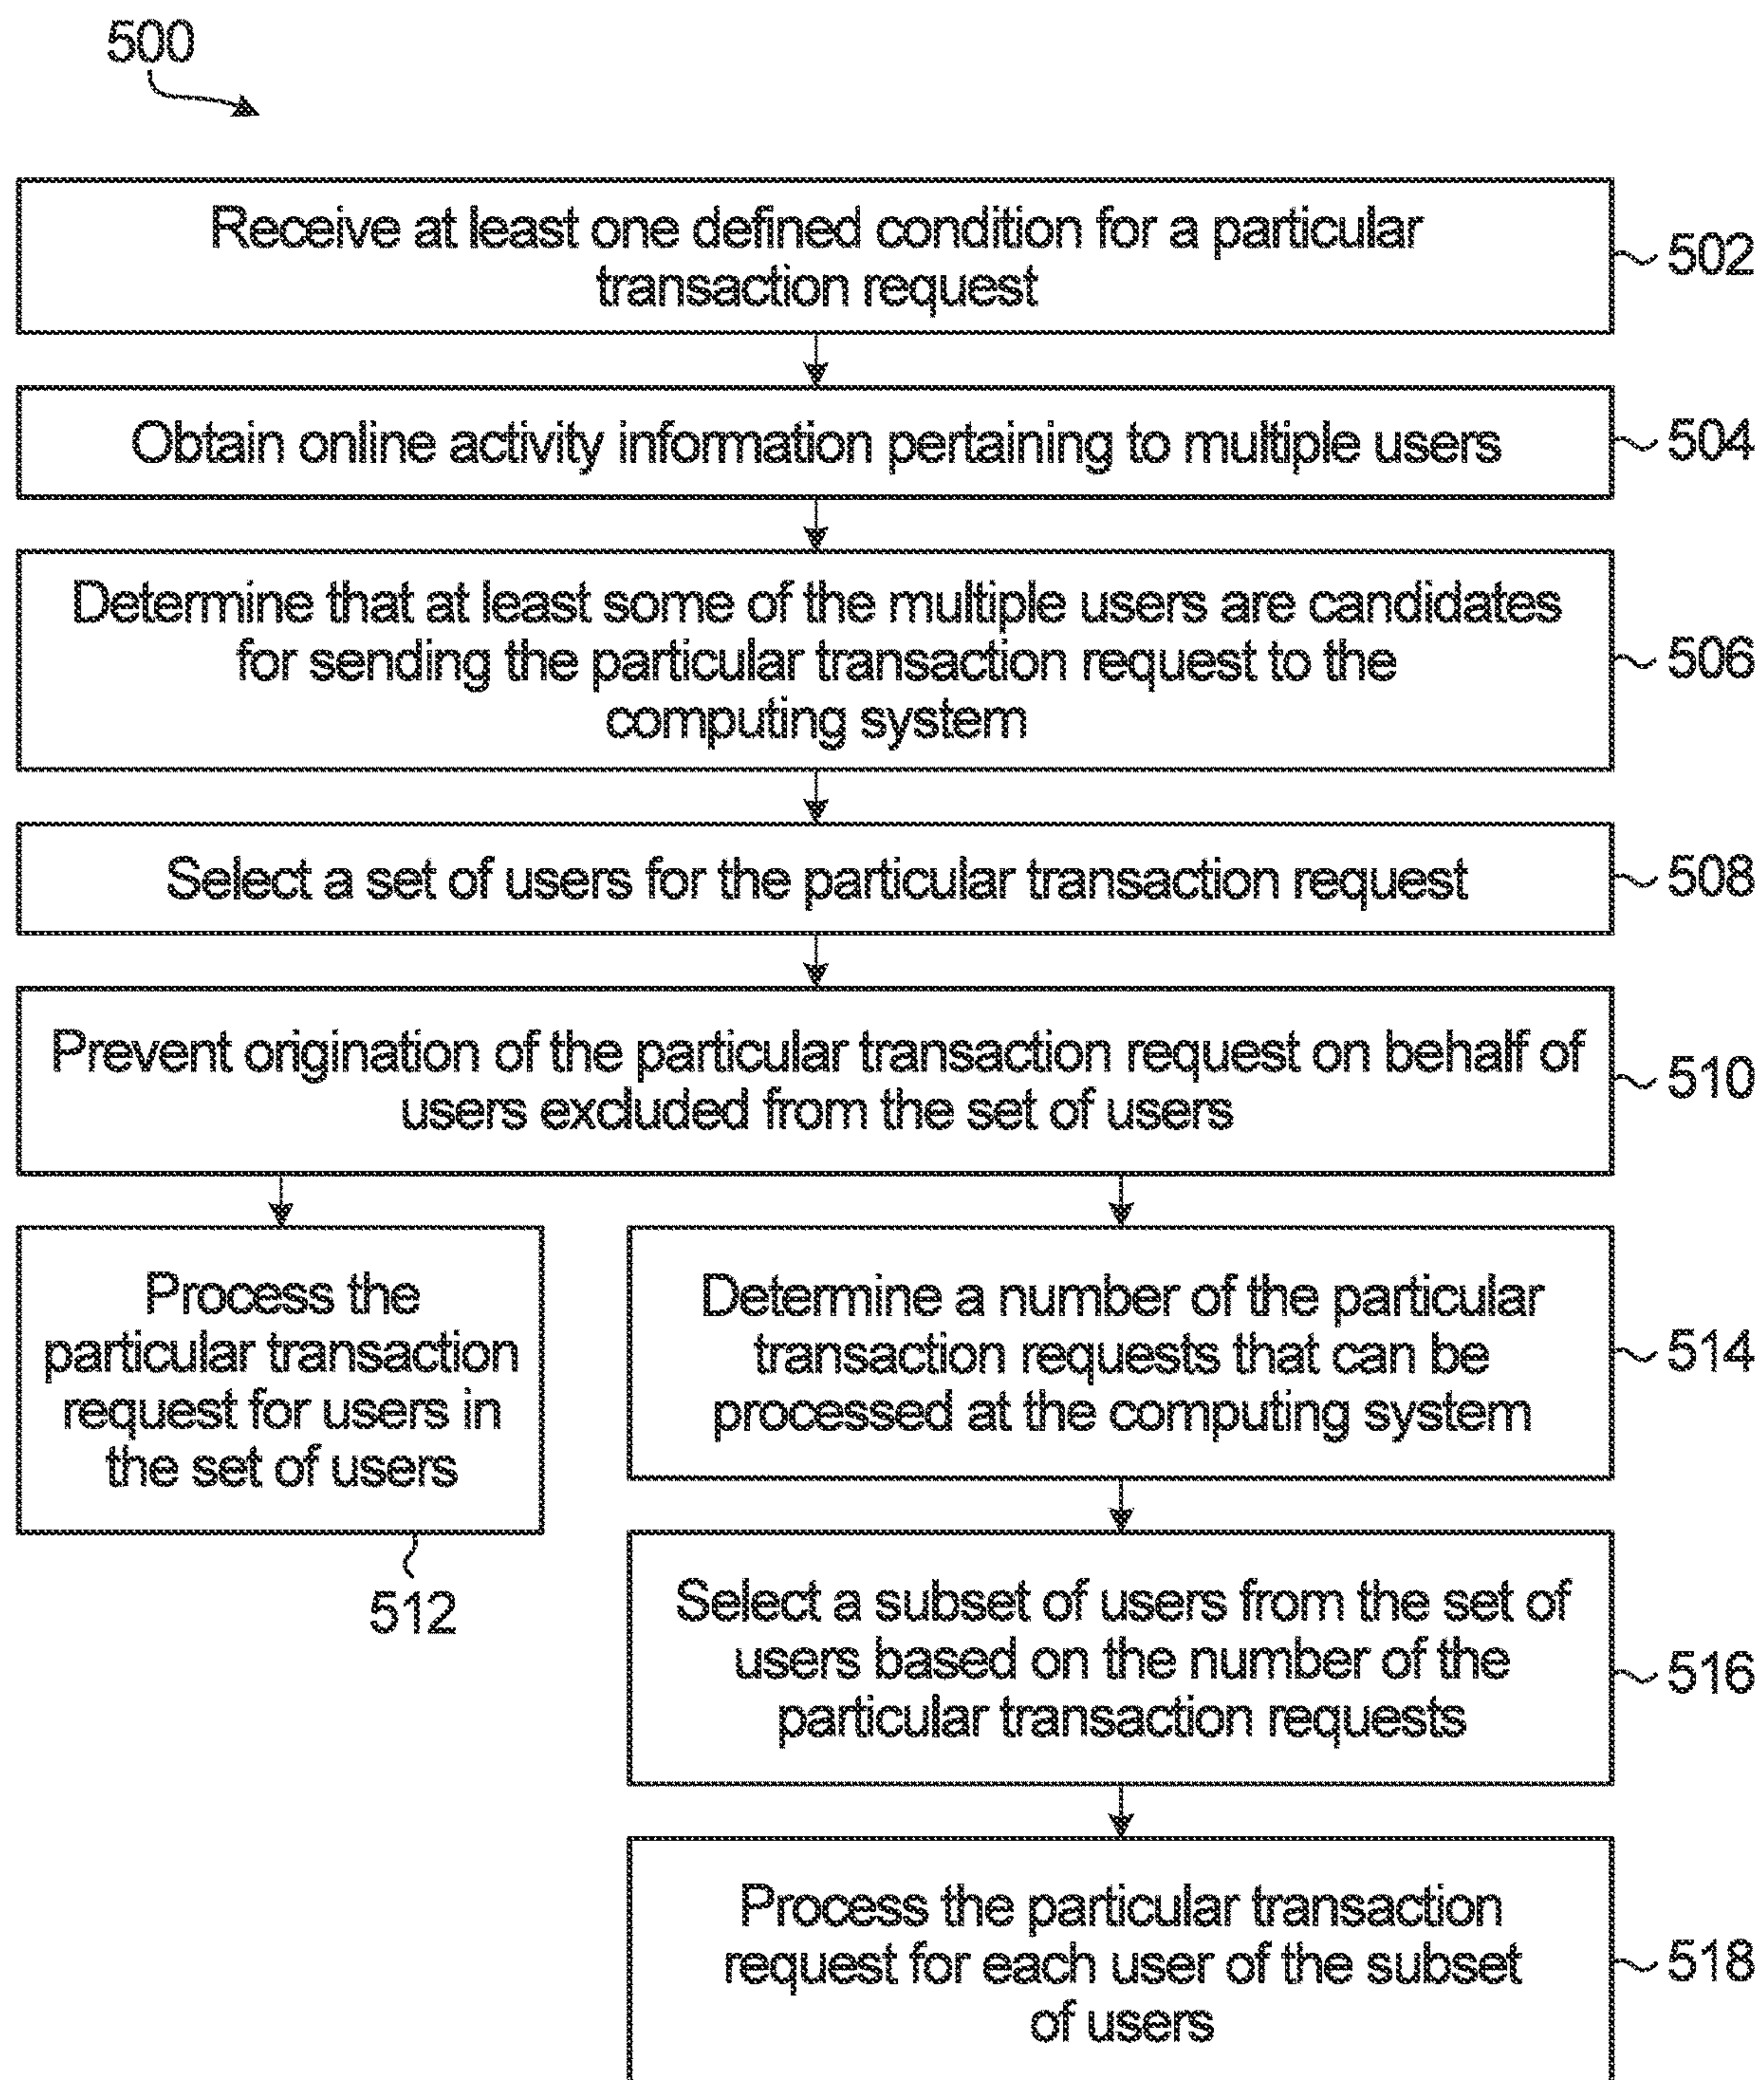 500
Receive at least one defined condition for a particular
transaction request
502
Obtain online activity information pertaining to multiple users
504
Determine that at least some of the multiple users are candidates
for sending the particular transaction request to the
computing system
506
Select a set of users for the particular transaction request
508
Prevent origination of the particular transaction request on behalf of
users excluded from the set of users
510
Process the
particular transaction
request for users in
the set of users
512
Determine a number of the particular
transaction requests that can be
processed at the computing system
514
Select a subset of users from the set of
users based on the number of the
particular transaction requests
516
Process the particular transaction
request for each user of the subset
of users
518